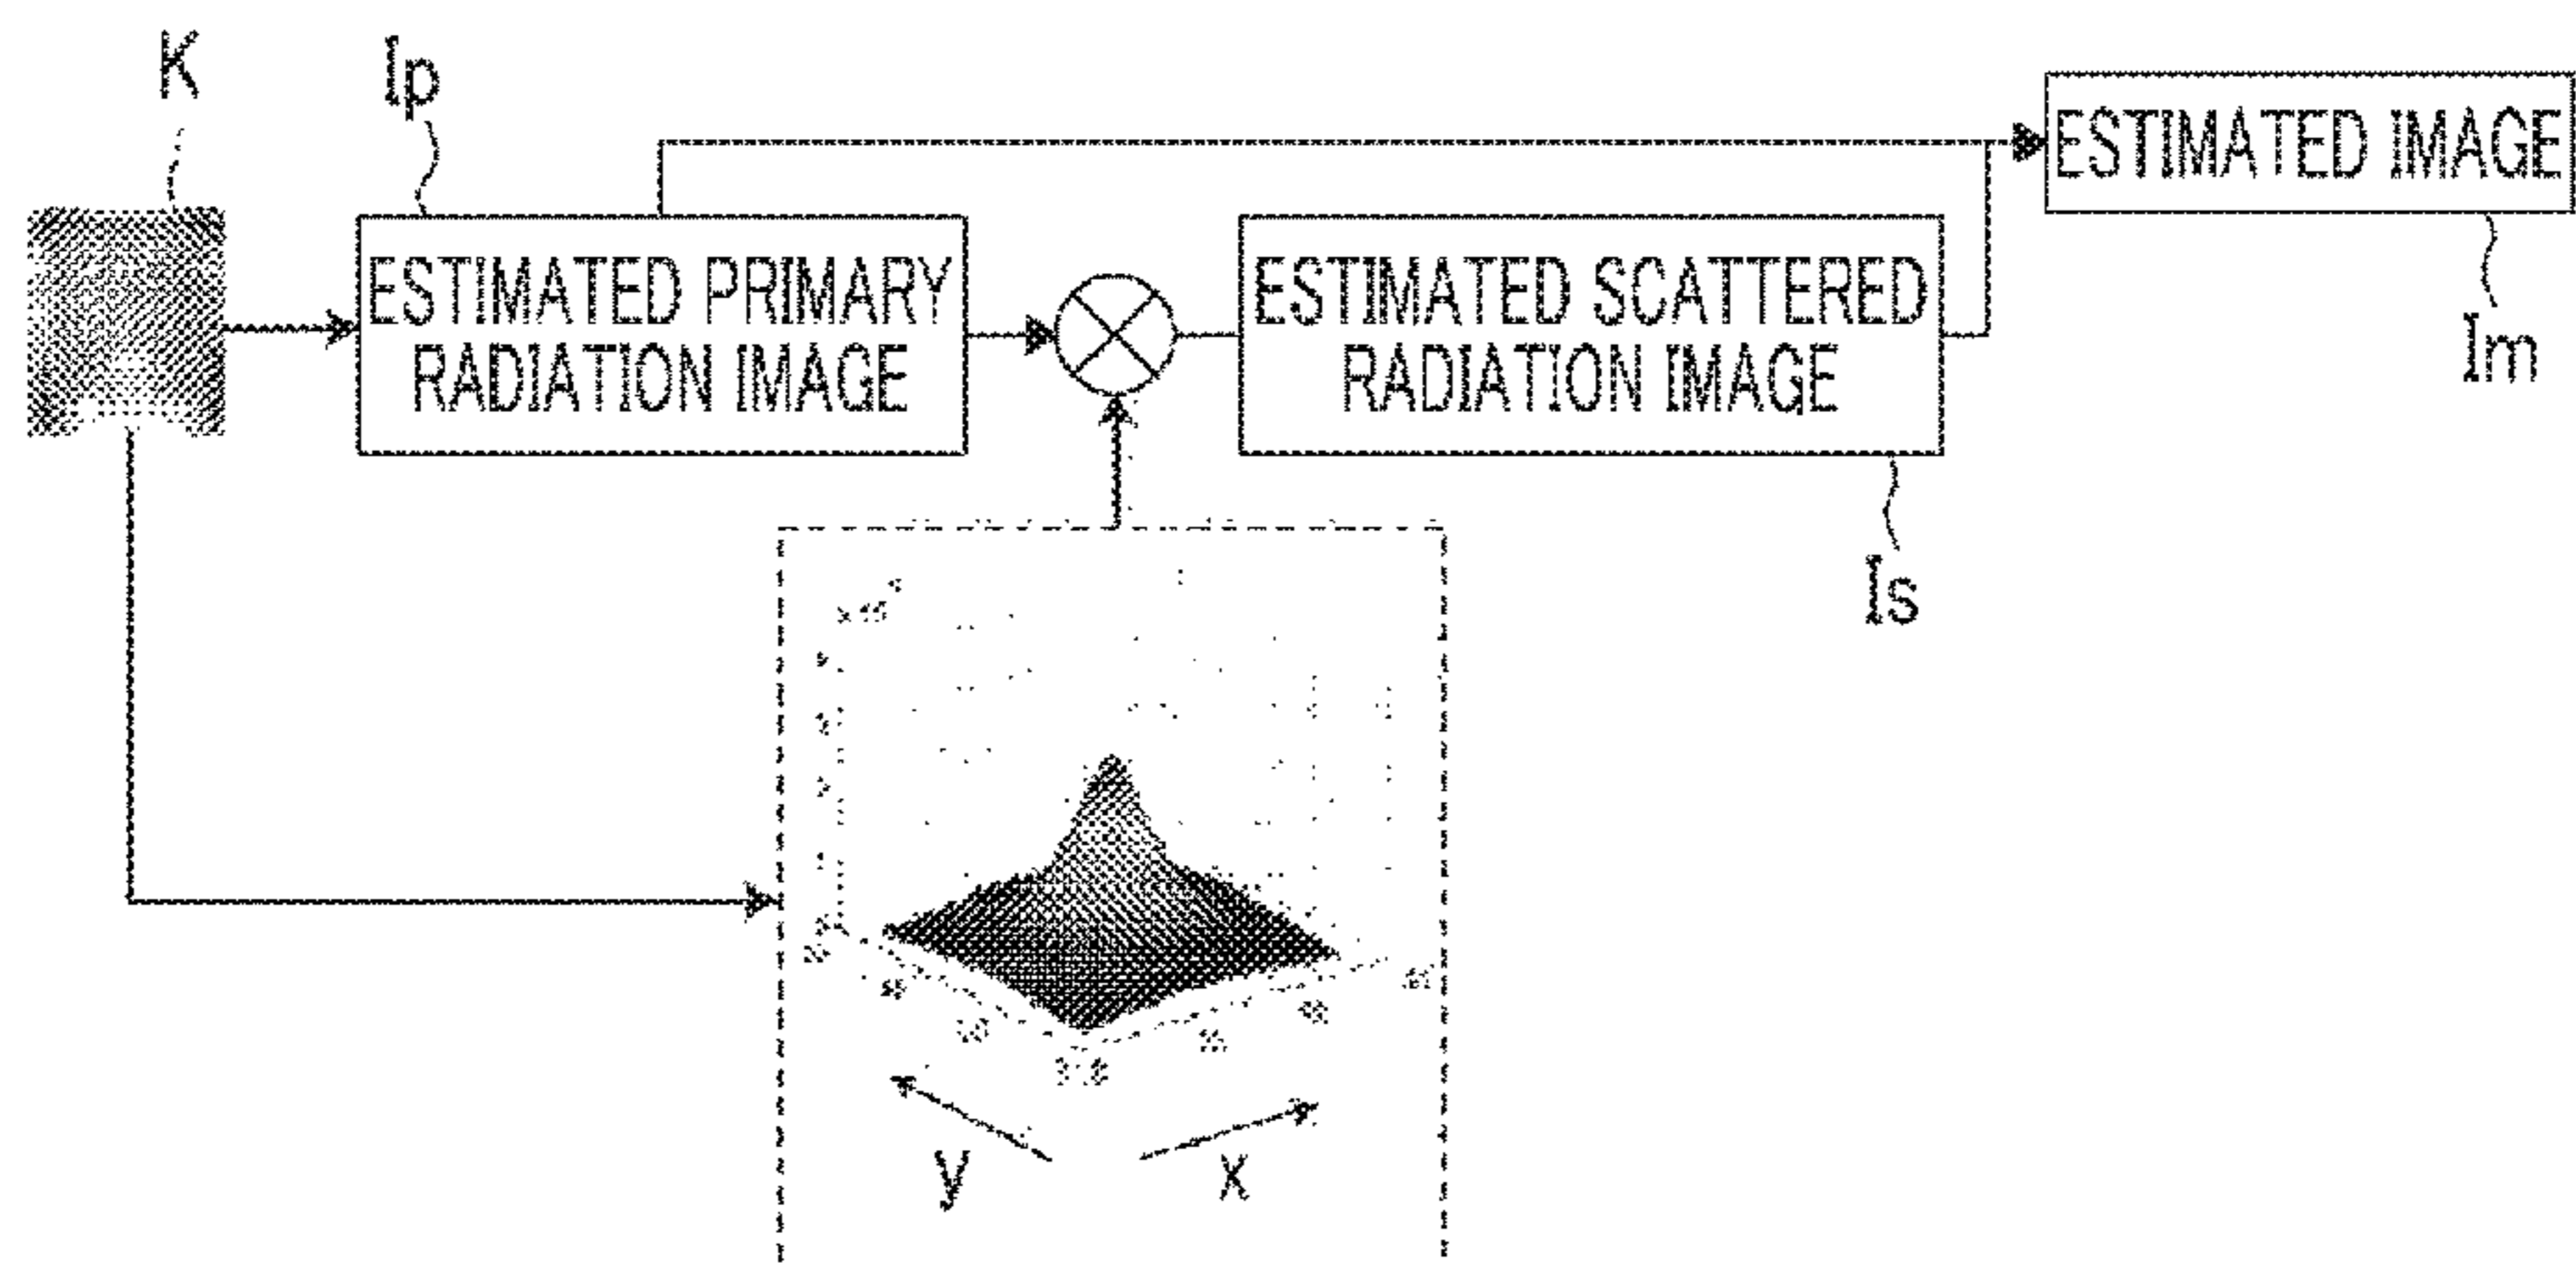 K
Ip
ESTIMATED IMAGE
ESTIMATED PRIMARY
RADIATION IMAGE
ESTIMATED SCATTERED
RADIATION IMAGE
Im
Is
y
x